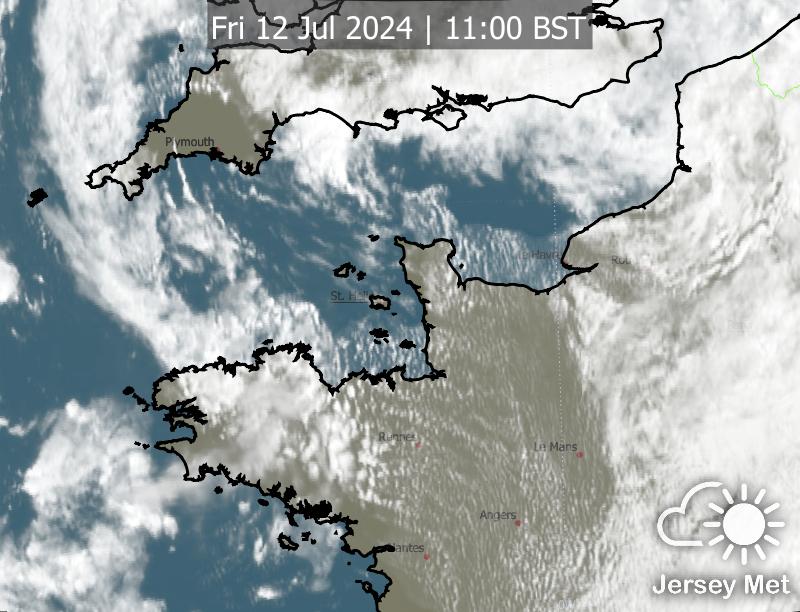 Fri 12 Jul 2024 | 11:00 BST
Plymouth
Le Havre
St. Helier
Rennes
Le Mans
Angers
Nantes
Jersey Met